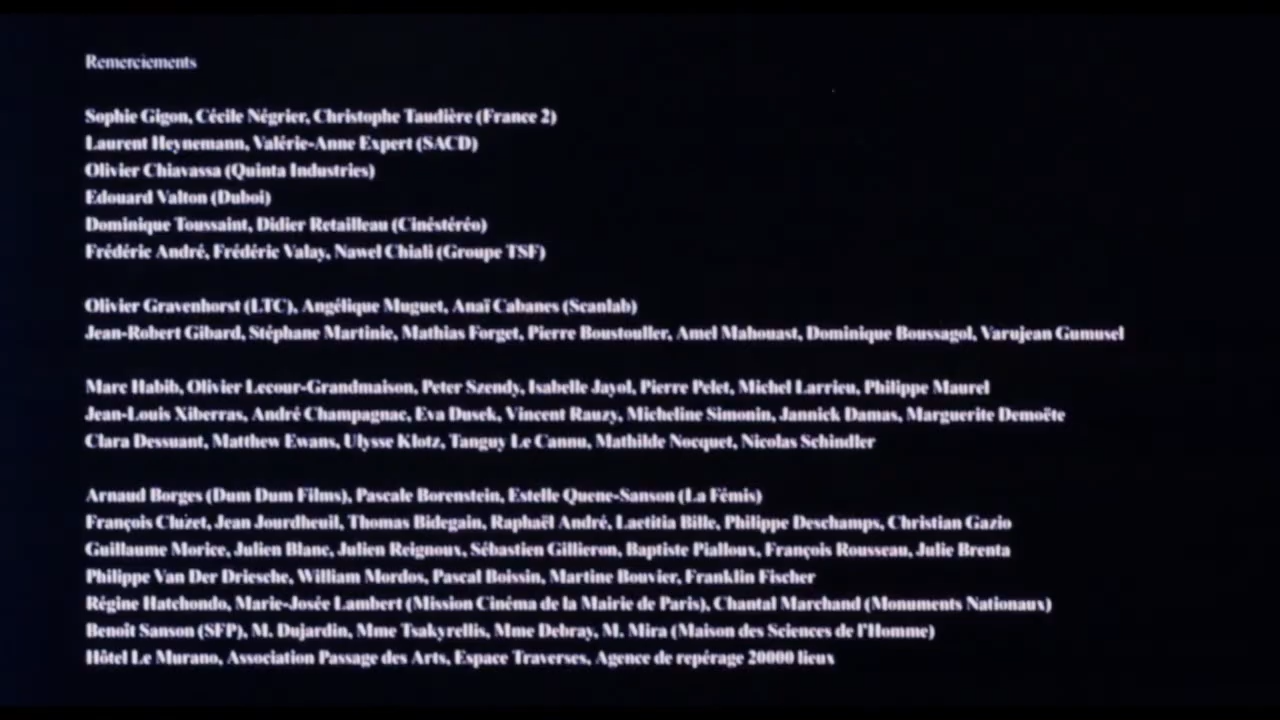 Remerciements
Sophie Gigon, Cécile Négrier, Christophe Taudière (France 2)
Laurent Heynemann, Valérie-Anne Expert (SACD)
Olivier Chiavassa (Quinta Industries)
Edouard Valton (Duboi)
Dominique Toussaint, Didier Retailleau (Cinéstéréo)
Frédéric André, Frédéric Valay, Nawel Chiali (Groupe TSF)
Olivier Gravenhorst (LTC), Angélique Muguet, Anaï Cabanes (Scanlab)
Jean-Robert Gibard, Stéphane Martinie, Mathias Forget, Pierre Boustouller, Amel Mahouast, Dominique Boussagol, Varujean Gumusel
Marc Habib, Olivier Lecour-Grandmaison, Peter Szendy, Isabelle Jayol, Pierre Pelet, Michel Larrieu, Philippe Maurel
Jean-Louis Xiberras, André Champagnac, Eva Dusek, Vincent Rauzy, Micheline Simonin, Jannick Damas, Marguerite Demoëte
Clara Dessuant, Matthew Ewans, Ulysse Klotz, Tanguy Le Cannu, Mathilde Nocquet, Nicolas Schindler
Arnaud Borges (Dum Dum Films), Pascale Borenstein, Estelle Quene-Sanson (La Fémis)
François Cluzet, Jean Jourdheuil, Thomas Bidegain, Raphaël André, Laetitia Bille, Philippe Deschamps, Christian Gazio
Guillaume Morice, Julien Blanc, Julien Reignoux, Sébastien Gillieron, Baptiste Pialloux, François Rousseau, Julie Brenta
Philippe Van Der Driesche, William Mordos, Pascal Boissin, Martine Bouvier, Franklin Fischer
Régine Hatchondo, Marie-Josée Lambert (Mission Cinéma de la Mairie de Paris), Chantal Marchand (Monuments Nationaux)
Benoît Sanson (SFP), M. Dujardin, Mme Tsakyrellis, Mme Debray, M. Mira (Maison des Sciences de l'Homme)
Hôtel Le Murano, Association Passage des Arts, Espace Traverses, Agence de repérage 20000 lieux